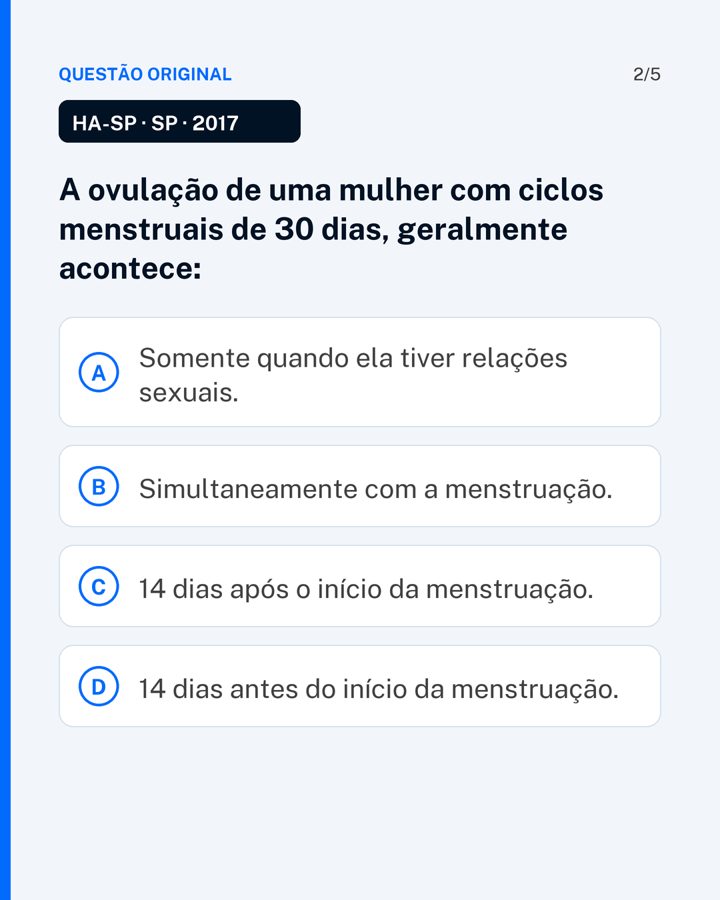 QUESTÃO ORIGINAL
2/5
HA-SP · SP · 2017
A ovulação de uma mulher com ciclos
menstruais de 30 dias, geralmente
acontece:
A
Somente quando ela tiver relações
sexuais.
B
Simultaneamente com a menstruação.
C
14 dias após o início da menstruação.
D
14 dias antes do início da menstruação.